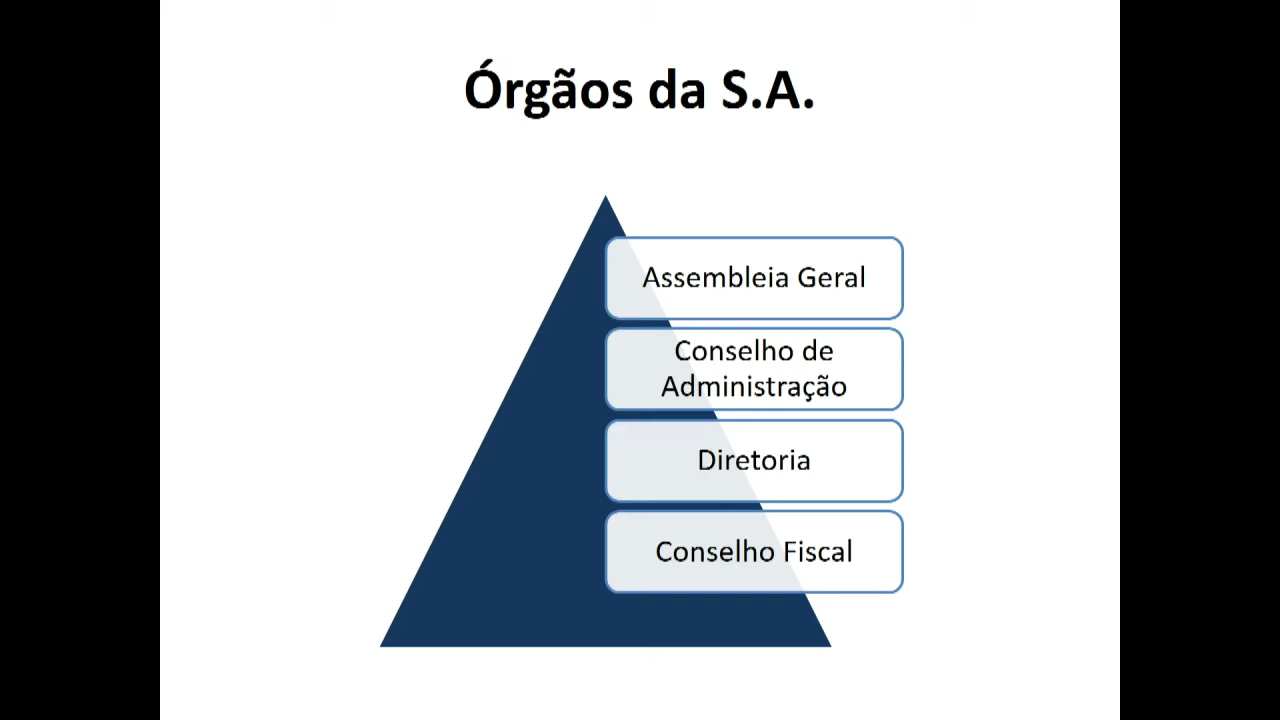 Órgãos da S.A.
Assembleia Geral
Conselho de
Administração
Diretoria
Conselho Fiscal